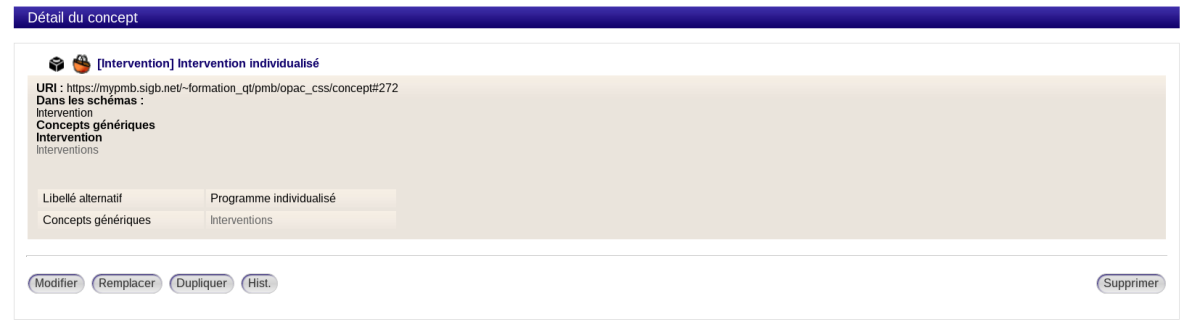 Détail du concept
[Intervention] Intervention individualisé
URI : https://mypmb.sigb.net/~formation_qt/pmb/opac_css/concept#272
Dans les schémas :
Intervention
Concepts génériques
Intervention
Interventions
Libellé alternatif Programme individualisé
Concepts génériques Interventions
Modifier Remplacer Dupliquer Hist. Supprimer